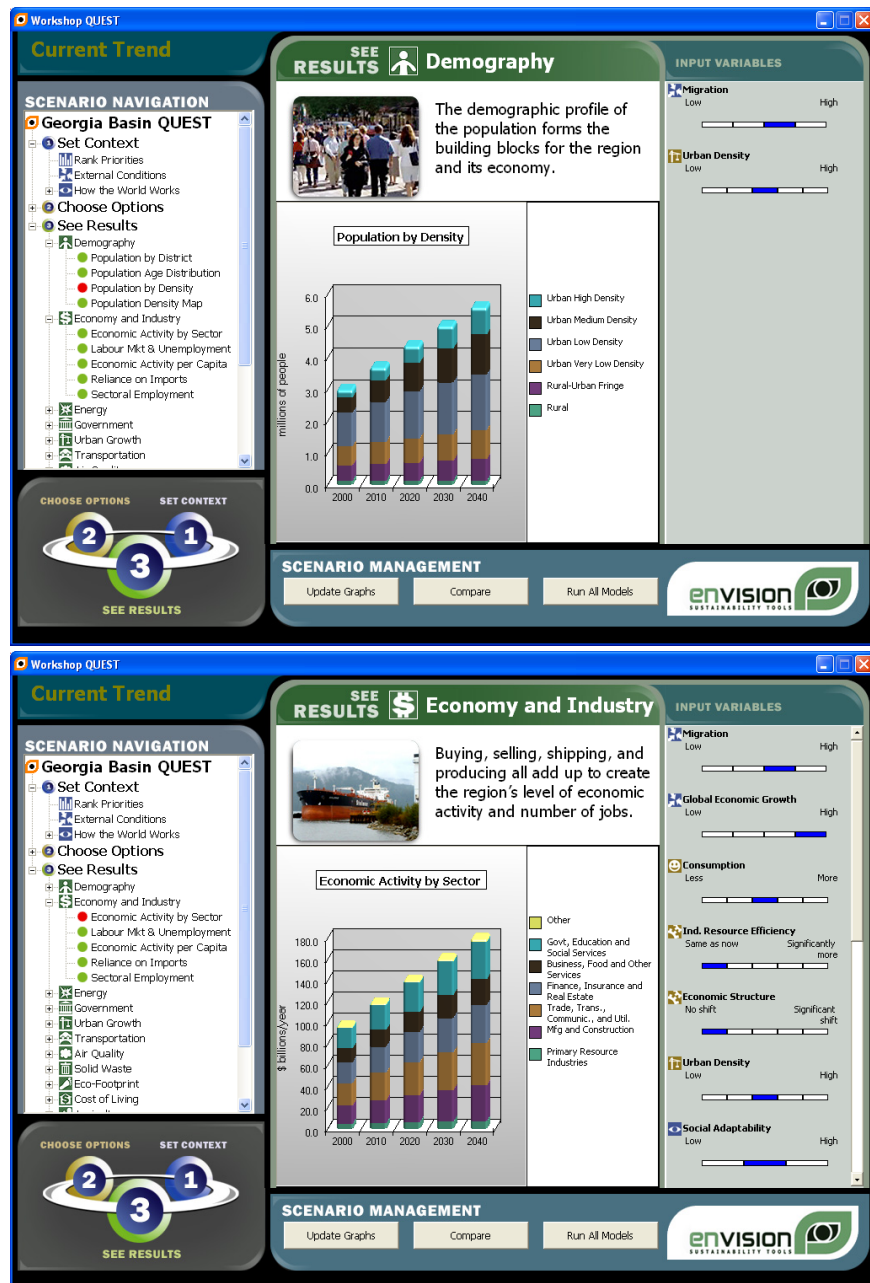 Workshop QUEST
Current Trend
SCENARIO NAVIGATION
Georgia Basin QUEST
1 Set Context
Rank Priorities
External Conditions
How the World Works
2 Choose Options
3 See Results
Demography
Population by District
Population Age Distribution
Population by Density
Population Density Map
Economy and Industry
Economic Activity by Sector
Labour Mkt & Unemployment
Economic Activity per Capita
Reliance on Imports
Sectoral Employment
Energy
Government
Urban Growth
Transportation
CHOOSE OPTIONS SET CONTEXT
2 1
3
SEE RESULTS
SEE
RESULTS Demography
The demographic profile of
the population forms the
building blocks for the region
and its economy.
Population by Density
millions of people
6.0
5.0
4.0
3.0
2.0
1.0
0.0
2000 2010 2020 2030 2040
Urban High Density
Urban Medium Density
Urban Low Density
Urban Very Low Density
Rural-Urban Fringe
Rural
INPUT VARIABLES
Migration
Low High
Urban Density
Low High
SCENARIO MANAGEMENT
Update Graphs Compare Run All Models
envision
SUSTAINABILITY TOOLS
Workshop QUEST
Current Trend
SCENARIO NAVIGATION
Georgia Basin QUEST
1 Set Context
Rank Priorities
External Conditions
How the World Works
2 Choose Options
3 See Results
Demography
Economy and Industry
Economic Activity by Sector
Labour Mkt & Unemployment
Economic Activity per Capita
Reliance on Imports
Sectoral Employment
Energy
Government
Urban Growth
Transportation
Air Quality
Solid Waste
Eco-Footprint
Cost of Living
CHOOSE OPTIONS SET CONTEXT
2 1
3
SEE RESULTS
SEE
RESULTS $ Economy and Industry
Buying, selling, shipping, and
producing all add up to create
the region's level of economic
activity and number of jobs.
Economic Activity by Sector
$ billions/year
180.0
160.0
140.0
120.0
100.0
80.0
60.0
40.0
20.0
0.0
2000 2010 2020 2030 2040
Other
Govt, Education and
Social Services
Business, Food and Other
Services
Finance, Insurance and
Real Estate
Trade, Trans.,
Communic., and Util.
Mfg and Construction
Primary Resource
Industries
INPUT VARIABLES
Migration
Low High
Global Economic Growth
Low High
Consumption
Less More
Ind. Resource Efficiency
Same as now Significantly
more
Economic Structure
No shift Significant
shift
Urban Density
Low High
Social Adaptability
Low High
SCENARIO MANAGEMENT
Update Graphs Compare Run All Models
envision
SUSTAINABILITY TOOLS